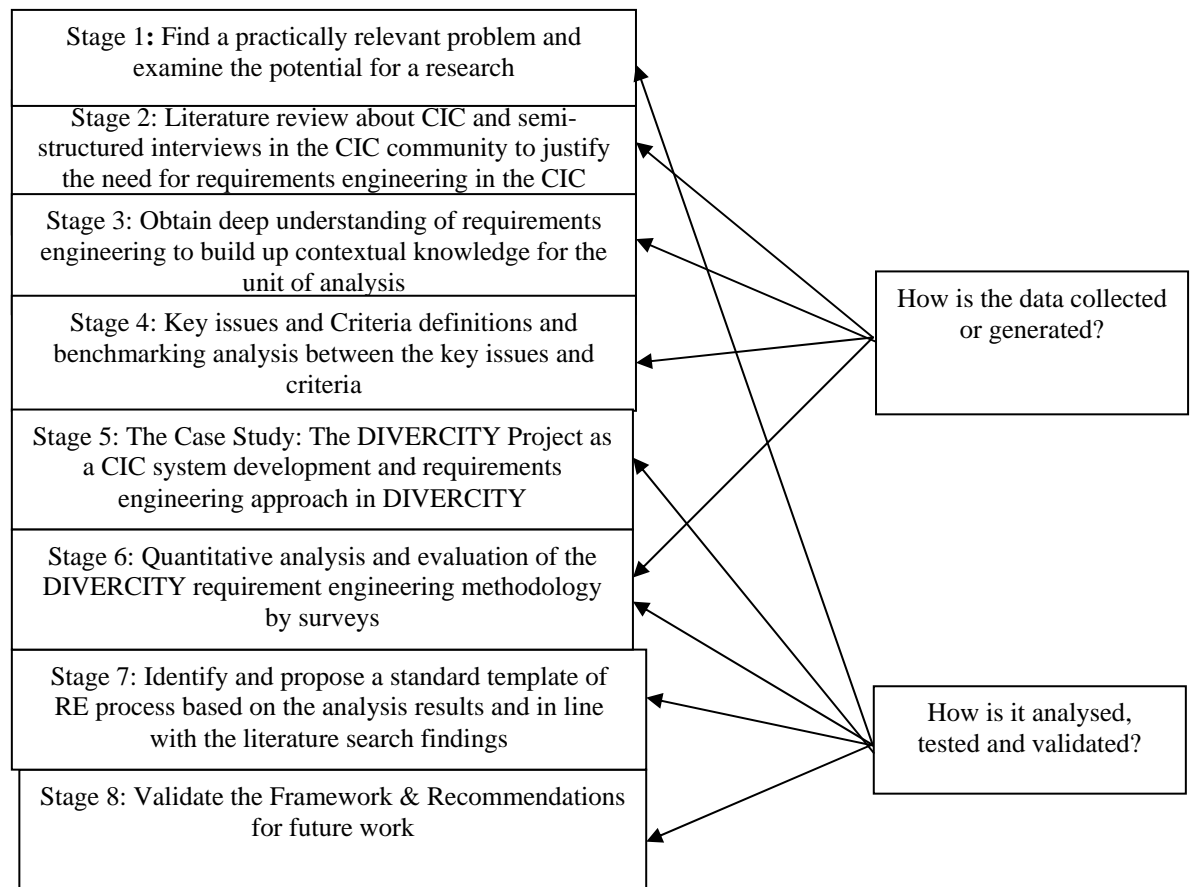 Stage 1: Find a practically relevant problem and
examine the potential for a research
Stage 2: Literature review about CIC and semi-
structured interviews in the CIC community to justify
the need for requirements engineering in the CIC
Stage 3: Obtain deep understanding of requirements
engineering to build up contextual knowledge for the
unit of analysis
Stage 4: Key issues and Criteria definitions and
benchmarking analysis between the key issues and
criteria
Stage 5: The Case Study: The DIVERCITY Project as
a CIC system development and requirements
engineering approach in DIVERCITY
Stage 6: Quantitative analysis and evaluation of the
DIVERCITY requirement engineering methodology
by surveys
Stage 7: Identify and propose a standard template of
RE process based on the analysis results and in line
with the literature search findings
Stage 8: Validate the Framework & Recommendations
for future work
How is the data collected
or generated?
How is it analysed,
tested and validated?